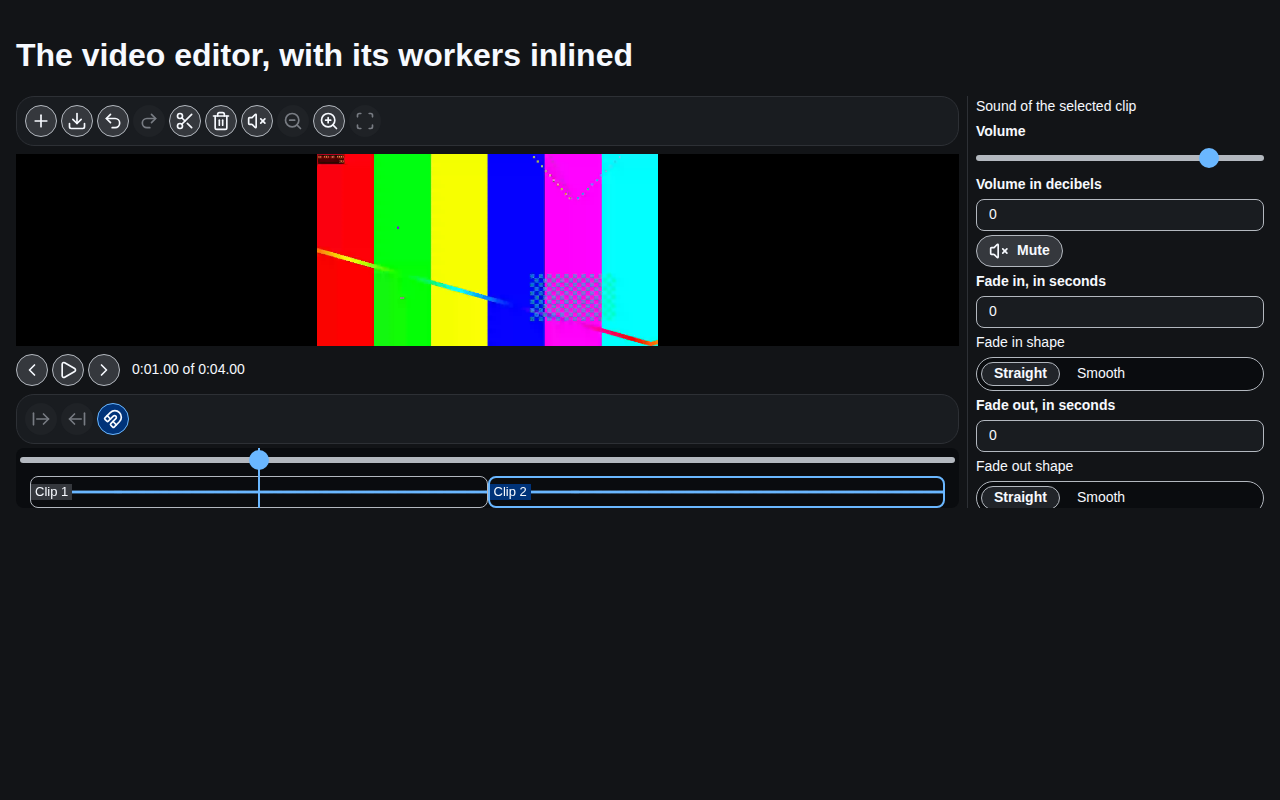 The video editor, with its workers inlined
Sound of the selected clip
Volume
Volume in decibels
0
Mute
Fade in, in seconds
0
Fade in shape
Straight Smooth
Fade out, in seconds
0
Fade out shape
Straight Smooth
0:01.00 of 0:04.00
Clip 1
Clip 2